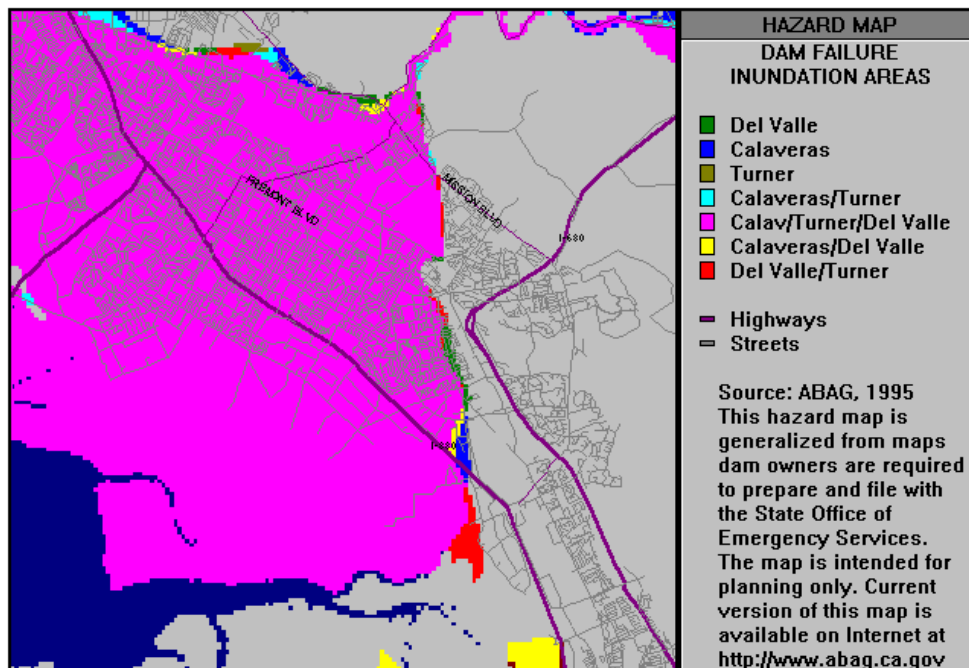 HAZARD MAP
DAM FAILURE
INUNDATION AREAS
Del Valle
Calaveras
Turner
Calaveras/Turner
Calav/Turner/Del Valle
Calaveras/Del Valle
Del Valle/Turner
Highways
Streets
Source: ABAG, 1995
This hazard map is
generalized from maps
dam owners are required
to prepare and file with
the State Office of
Emergency Services.
The map is intended for
planning only. Current
version of this map is
available on Internet at
http://www.abag.ca.gov
FREMONT BLVD
MISSION BLVD
I-680
I-880